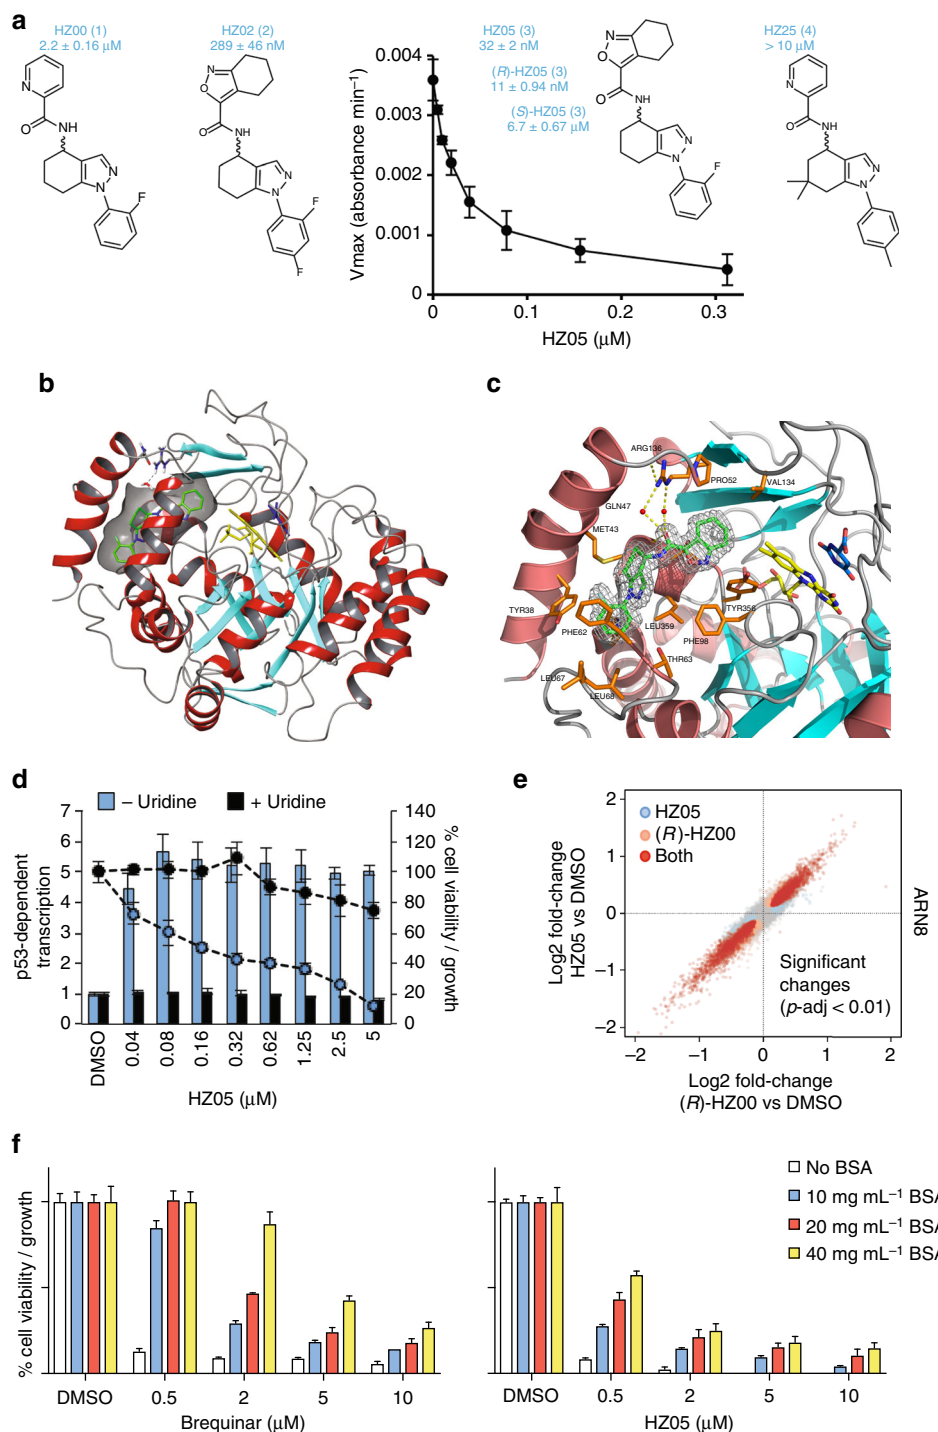 a
HZ00 (1)
2.2 ± 0.16 μM
N
O
NH
N
N
F
HZ02 (2)
289 ± 46 nM
N
O
O
NH
N
N
F
F
Vmax (absorbance min⁻¹)
0.004
0.003
0.002
0.001
0
0
0.1
0.2
0.3
HZ05 (μM)
HZ05 (3)
32 ± 2 nM
(R)-HZ05 (3)
11 ± 0.94 nM
(S)-HZ05 (3)
6.7 ± 0.67 μM
N
O
O
NH
N
N
F
HZ25 (4)
> 10 μM
N
O
NH
N
N
b
c
ARG136
PRO52
VAL134
GLN47
MET43
TYR38
PHE62
LEU359
TYR356
PHE98
THR63
LEU67
LEU68
d
– Uridine
+ Uridine
p53-dependent
transcription
7
6
5
4
3
2
1
0
140
120
100
80
60
40
20
0
% cell viability / growth
DMSO
0.04
0.08
0.16
0.32
0.62
1.25
2.5
5
HZ05 (μM)
e
HZ05
(R)-HZ00
Both
Log2 fold-change
HZ05 vs DMSO
2
1
0
−1
−2
−2
−1
0
1
2
Significant
changes
(p-adj < 0.01)
ARN8
Log2 fold-change
(R)-HZ00 vs DMSO
f
% cell viability / growth
DMSO
0.5
2
5
10
Brequinar (μM)
DMSO
0.5
2
5
10
HZ05 (μM)
No BSA
10 mg mL⁻¹ BSA
20 mg mL⁻¹ BSA
40 mg mL⁻¹ BSA